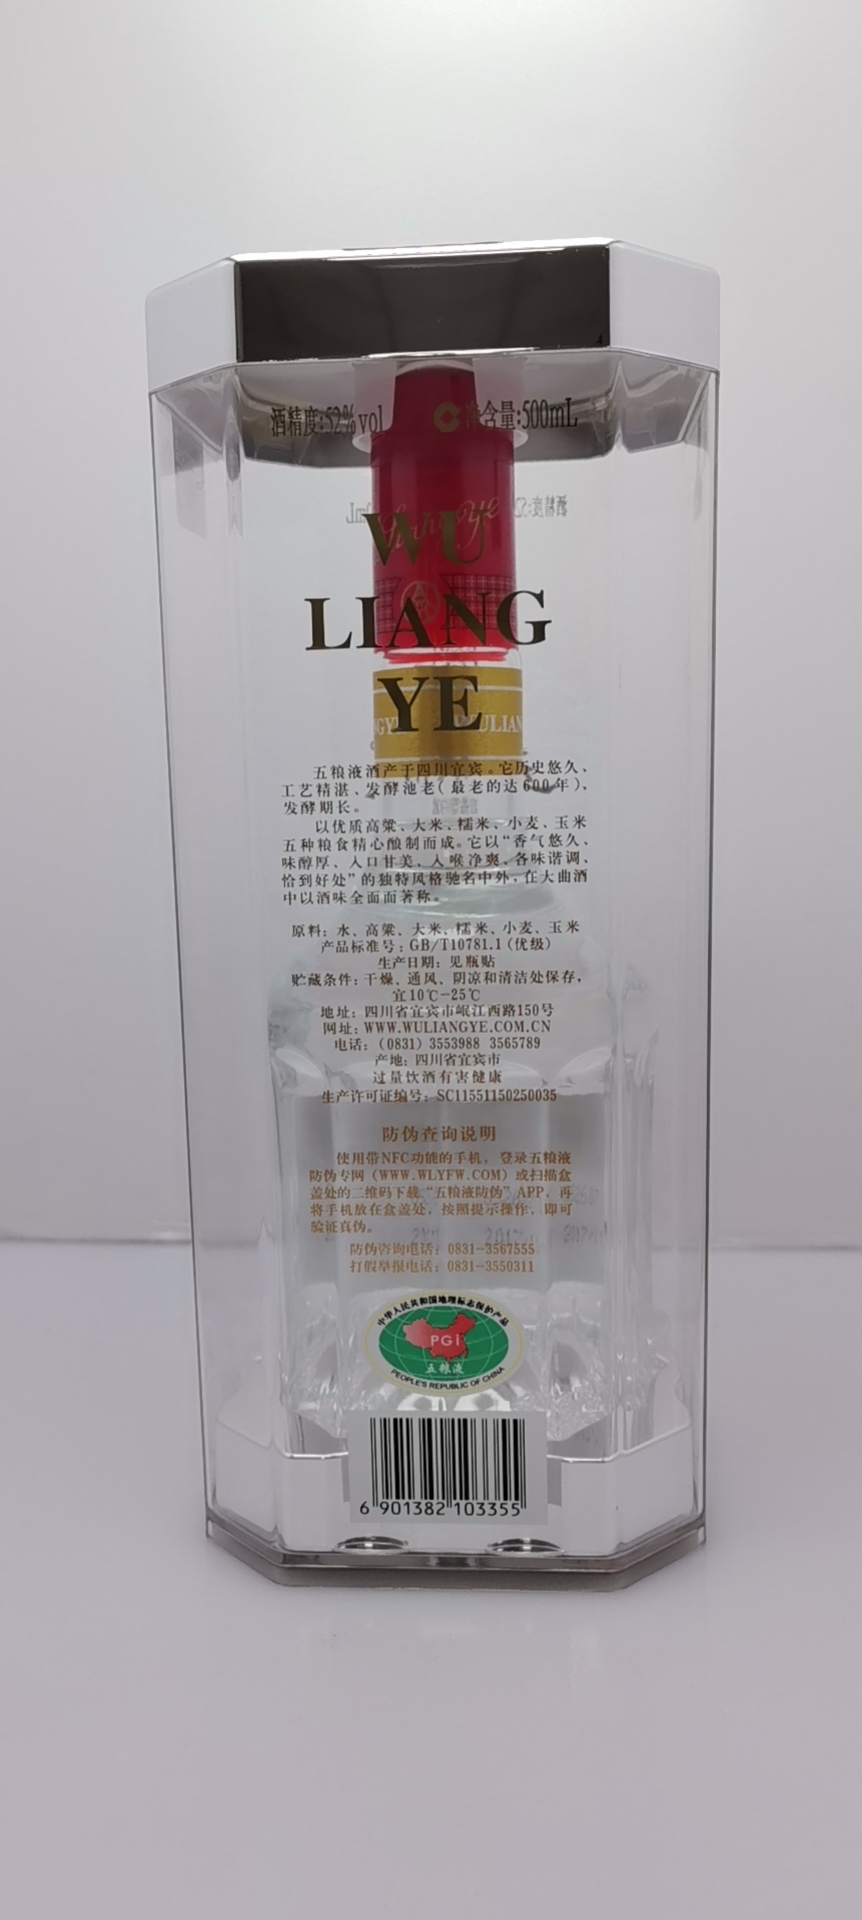 酒精度:52%vol 净含量:500mL
WU
LIANG
YE
五粮液酒产于四川宜宾。它历史悠久、
工艺精湛、发酵池老(最老的达600年)、
发酵期长。
以优质高粱、大米、糯米、小麦、玉米
五种粮食精心酿制而成。它以“香气悠久、
味醇厚、入口甘美、入喉净爽、各味谐调、
恰到好处”的独特风格驰名中外,在大曲酒
中以酒味全面而著称。
原料: 水、高粱、大米、糯米、小麦、玉米
产品标准号: GB/T10781.1(优级)
生产日期: 见瓶贴
贮藏条件: 干燥、通风、阴凉和清洁处保存,
宜10℃-25℃
地址: 四川省宜宾市岷江西路150号
网址: WWW.WULIANGYE.COM.CN
电话: (0831) 3553988 3565789
产地: 四川省宜宾市
过量饮酒有害健康
生产许可证编号: SC11551150250035
防伪查询说明
使用带NFC功能的手机, 登录五粮液
防伪专网(WWW.WLYFW.COM)或扫描盒
盖处的二维码下载“五粮液防伪”APP, 再
将手机放在盒盖处, 按照提示操作, 即可
验证真伪。
防伪咨询电话: 0831-3567555
打假举报电话: 0831-3550311
中华人民共和国地理标志保护产品
PGI
五粮液
PEOPLE'S REPUBLIC OF CHINA
6 901382 103355